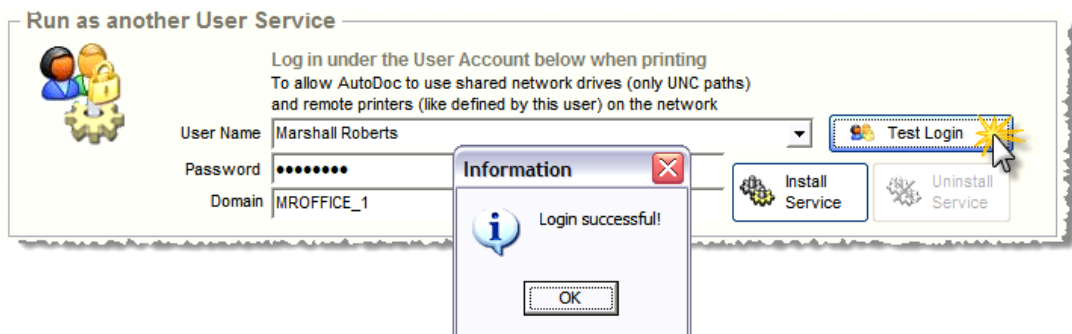 Run as another User Service
Log in under the User Account below when printing
To allow AutoDoc to use shared network drives (only UNC paths)
and remote printers (like defined by this user) on the network
User Name Marshall Roberts Test Login
Password ●●●●●●●●
Domain MROFFICE_1
Install
Service
Uninstall
Service
Information
Login successful!
OK